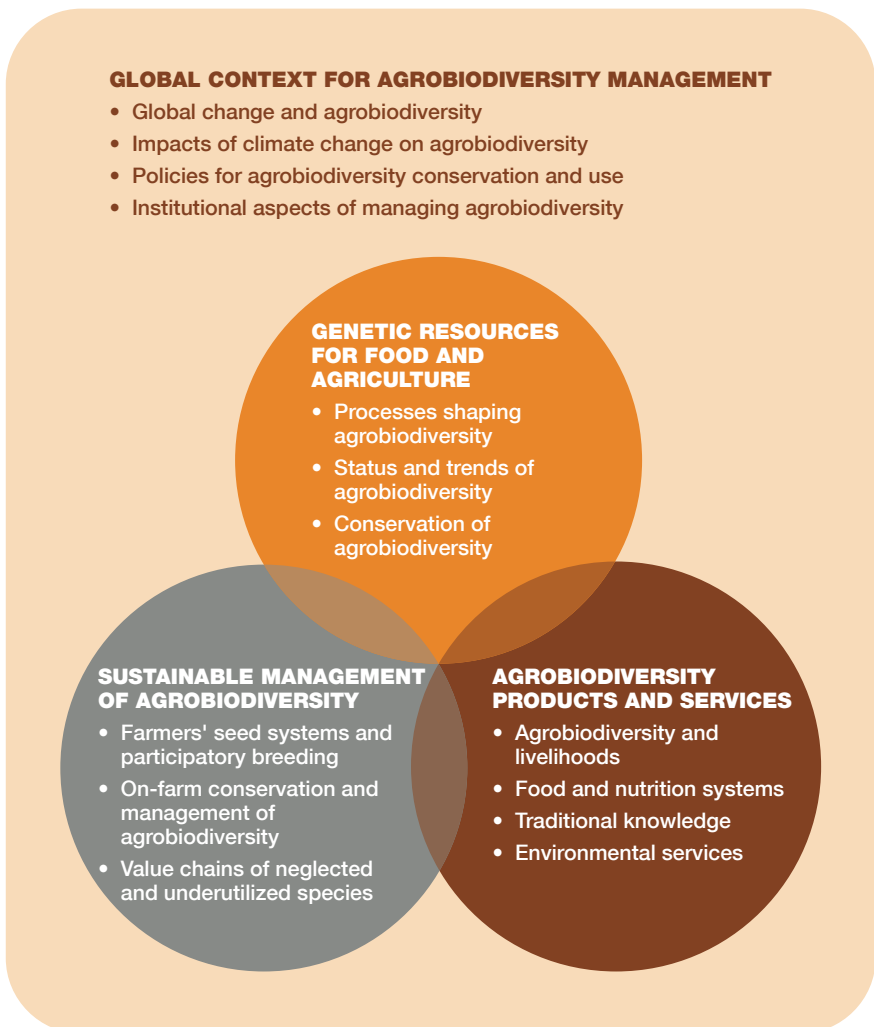 GLOBAL CONTEXT FOR AGROBIODIVERSITY MANAGEMENT
• Global change and agrobiodiversity
• Impacts of climate change on agrobiodiversity
• Policies for agrobiodiversity conservation and use
• Institutional aspects of managing agrobiodiversity
GENETIC RESOURCES
FOR FOOD AND
AGRICULTURE
• Processes shaping
agrobiodiversity
• Status and trends of
agrobiodiversity
• Conservation of
agrobiodiversity
SUSTAINABLE MANAGEMENT
OF AGROBIODIVERSITY
• Farmers' seed systems and
participatory breeding
• On-farm conservation and
management of
agrobiodiversity
• Value chains of neglected
and underutilized species
AGROBIODIVERSITY
PRODUCTS AND SERVICES
• Agrobiodiversity and
livelihoods
• Food and nutrition systems
• Traditional knowledge
• Environmental services